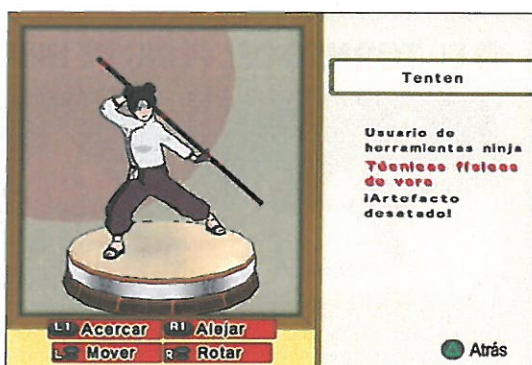 Tenten
Usuario de
herramientas ninja
Técnicas físicas
de vara
¡Artefacto
desatado!
L1 Acercar R1 Alejar
L Mover R Rotar
Atrás